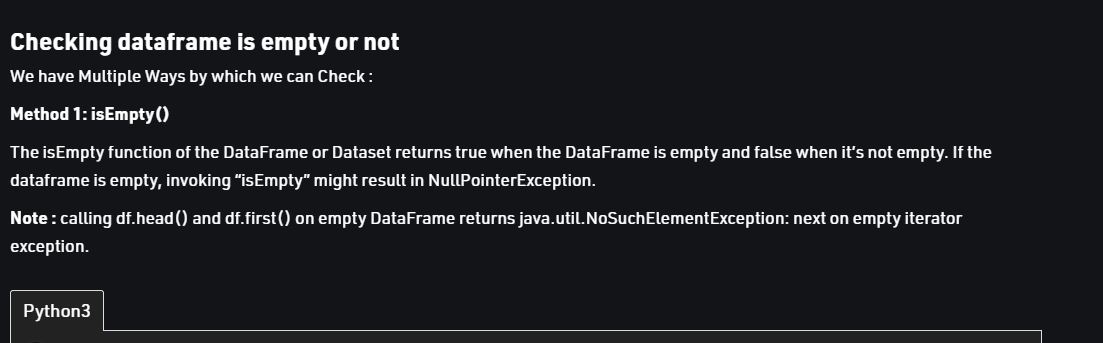 Checking dataframe is empty or not
We have Multiple Ways by which we can Check :
Method 1: isEmpty()
The isEmpty function of the DataFrame or Dataset returns true when the DataFrame is empty and false when it’s not empty. If the
dataframe is empty, invoking “isEmpty” might result in NullPointerException.
Note : calling df.head() and df.first() on empty DataFrame returns java.util.NoSuchElementException: next on empty iterator
exception.
Python3